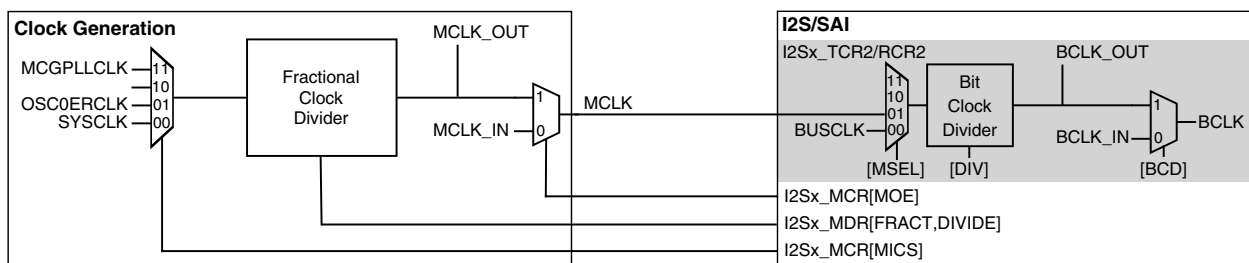 Clock Generation
MCGPLLCLK
11
10
OSC0ERCLK
01
SYSCLK
00
Fractional
Clock
Divider
MCLK_OUT
MCLK_IN
1
0
MCLK
I2S/SAI
I2Sx_TCR2/RCR2
11
10
01
BUSCLK
00
[MSEL]
Bit
Clock
Divider
[DIV]
BCLK_OUT
BCLK_IN
1
0
[BCD]
BCLK
I2Sx_MCR[MOE]
I2Sx_MDR[FRACT,DIVIDE]
I2Sx_MCR[MICS]